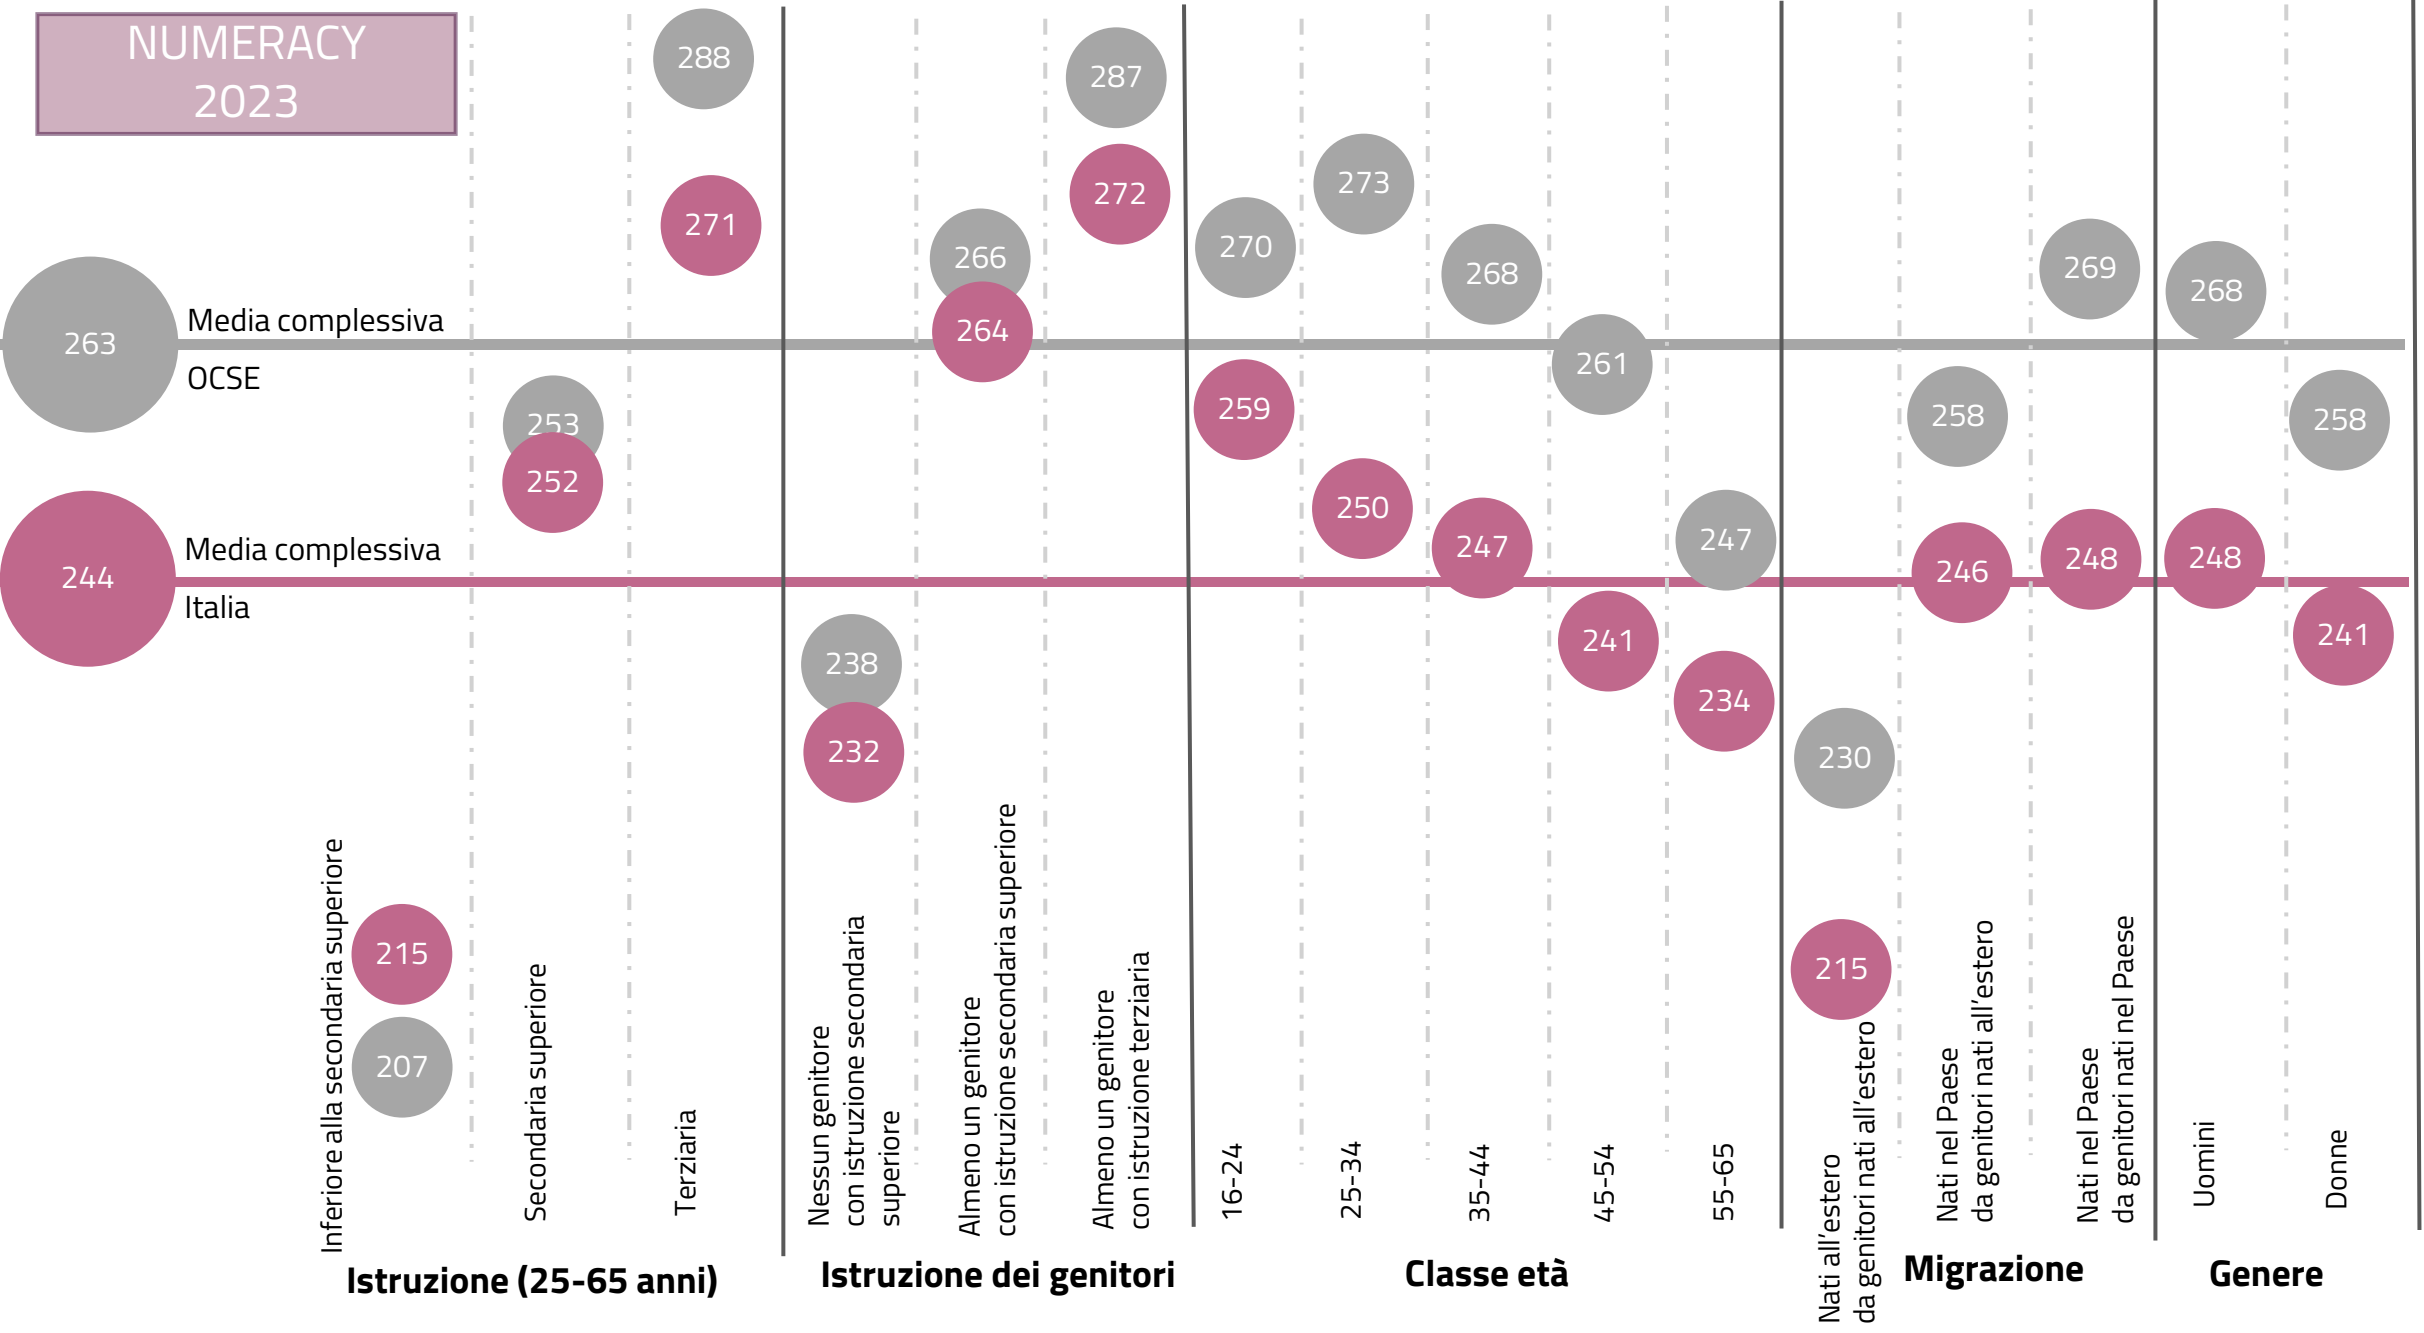 NUMERACY
2023
263
Media complessiva
OCSE
244
Media complessiva
Italia
215
207
Inferiore alla secondaria superiore
253
252
Secondaria superiore
288
271
Terziaria
Istruzione (25-65 anni)
238
232
Nessun genitore
con istruzione secondaria
superiore
266
264
Almeno un genitore
con istruzione secondaria superiore
287
272
Almeno un genitore
con istruzione terziaria
Istruzione dei genitori
270
259
16-24
273
250
25-34
268
247
35-44
261
241
45-54
247
234
55-65
Classe età
230
215
Nati all'estero
da genitori nati all'estero
258
246
Nati nel Paese
da genitori nati all'estero
269
248
Nati nel Paese
da genitori nati nel Paese
Migrazione
268
248
Uomini
258
241
Donne
Genere